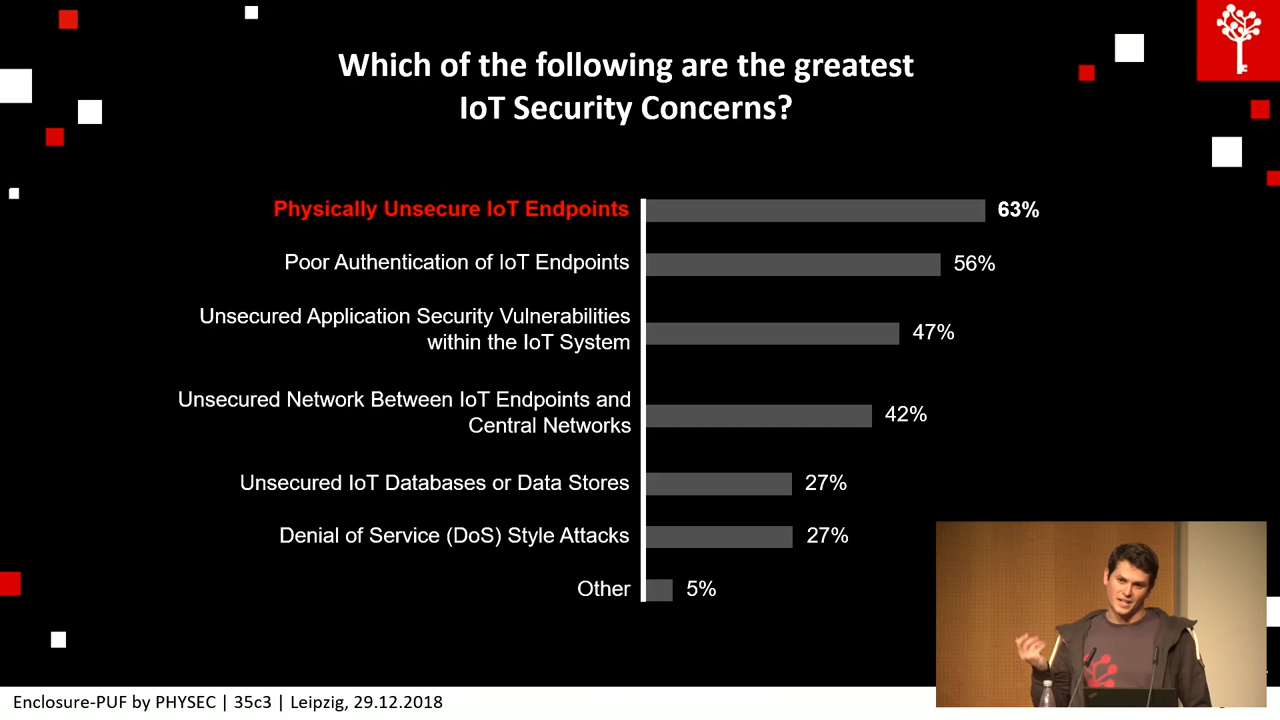 Which of the following are the greatest
IoT Security Concerns?
Physically Unsecure IoT Endpoints
63%
Poor Authentication of IoT Endpoints
56%
Unsecured Application Security Vulnerabilities
within the IoT System
47%
Unsecured Network Between IoT Endpoints and
Central Networks
42%
Unsecured IoT Databases or Data Stores
27%
Denial of Service (DoS) Style Attacks
27%
Other
5%
Enclosure-PUF by PHYSEC | 35c3 | Leipzig, 29.12.2018